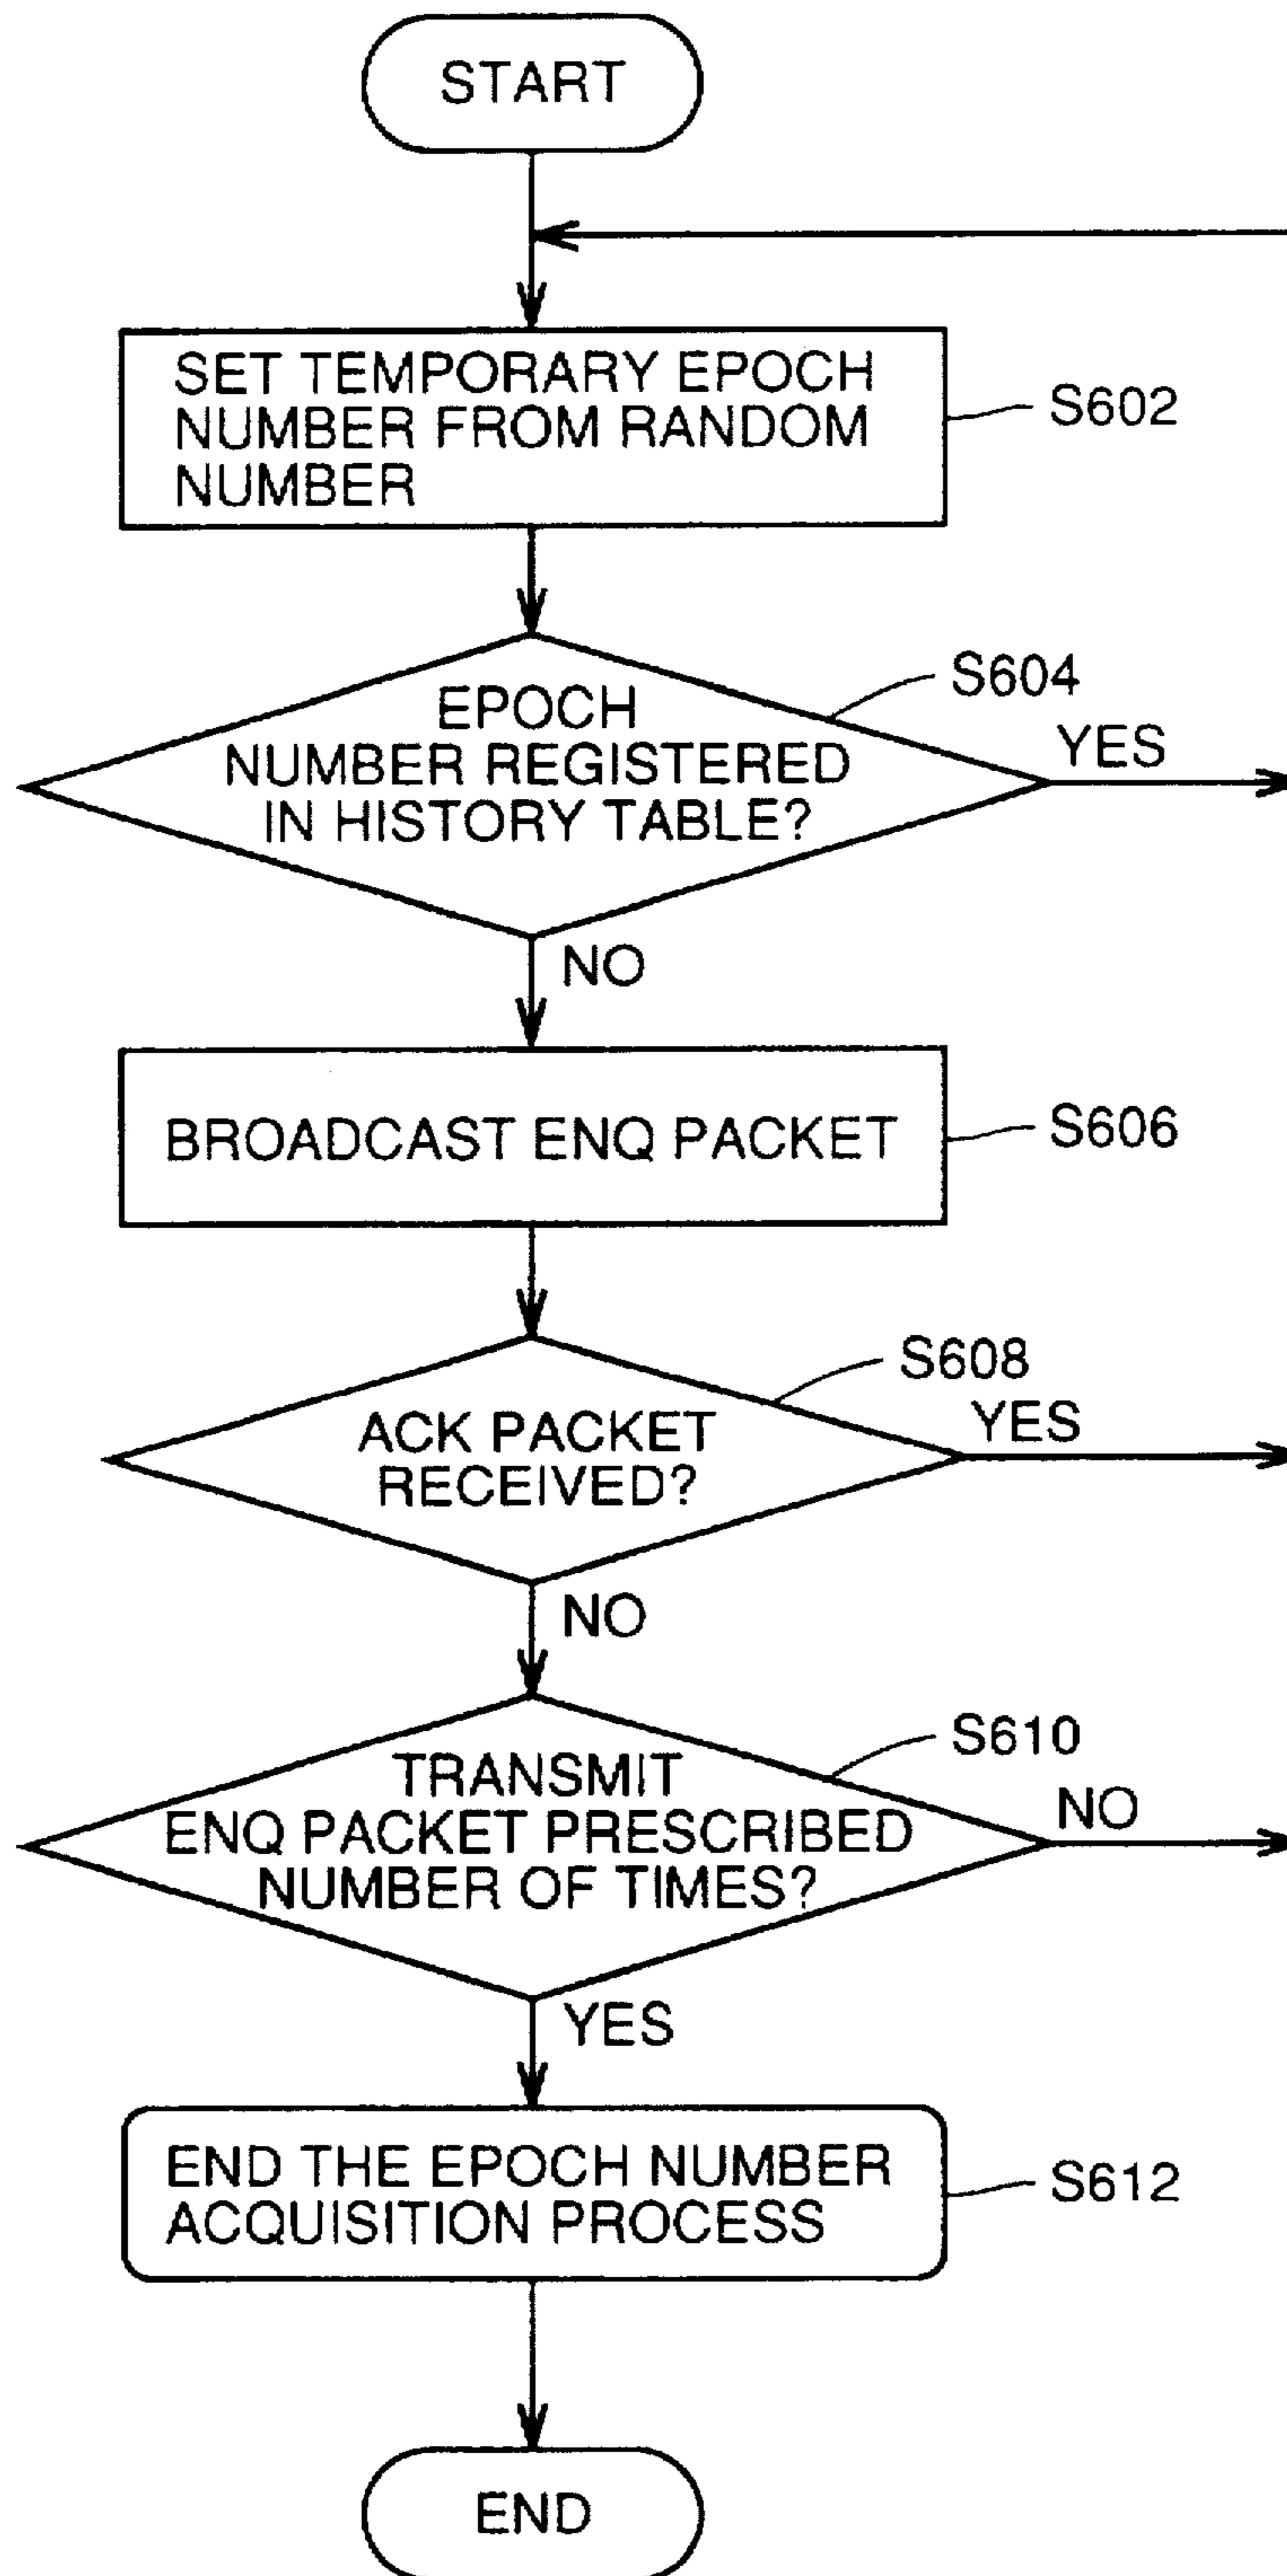 START
SET TEMPORARY EPOCH
NUMBER FROM RANDOM
NUMBER
S602
EPOCH
NUMBER REGISTERED
IN HISTORY TABLE?
S604
YES
NO
BROADCAST ENQ PACKET
S606
ACK PACKET
RECEIVED?
S608
YES
NO
TRANSMIT
ENQ PACKET PRESCRIBED
NUMBER OF TIMES?
S610
NO
YES
END THE EPOCH NUMBER
ACQUISITION PROCESS
S612
END